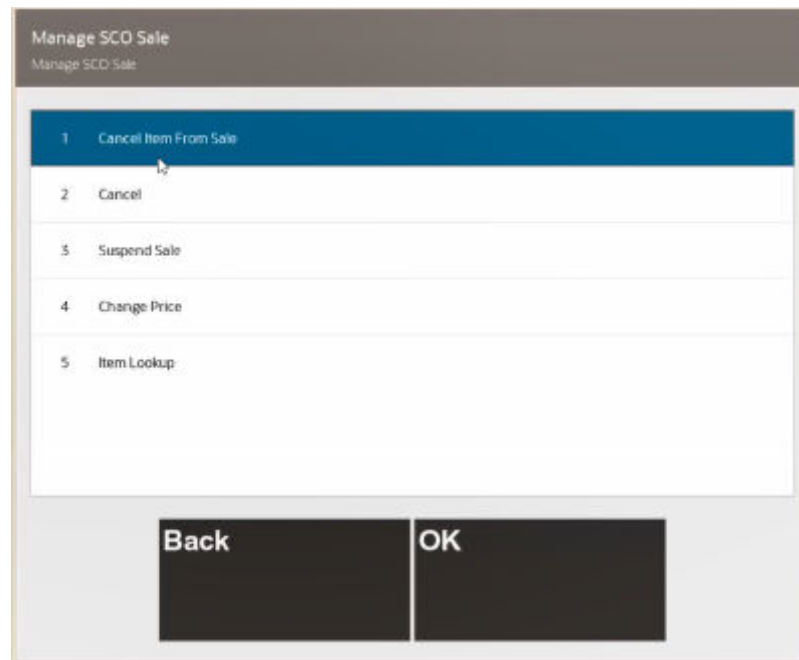 Manage SCO Sale
Manage SCO Sale
1 Cancel Item From Sale
2 Cancel
3 Suspend Sale
4 Change Price
5 Item Lookup
Back OK